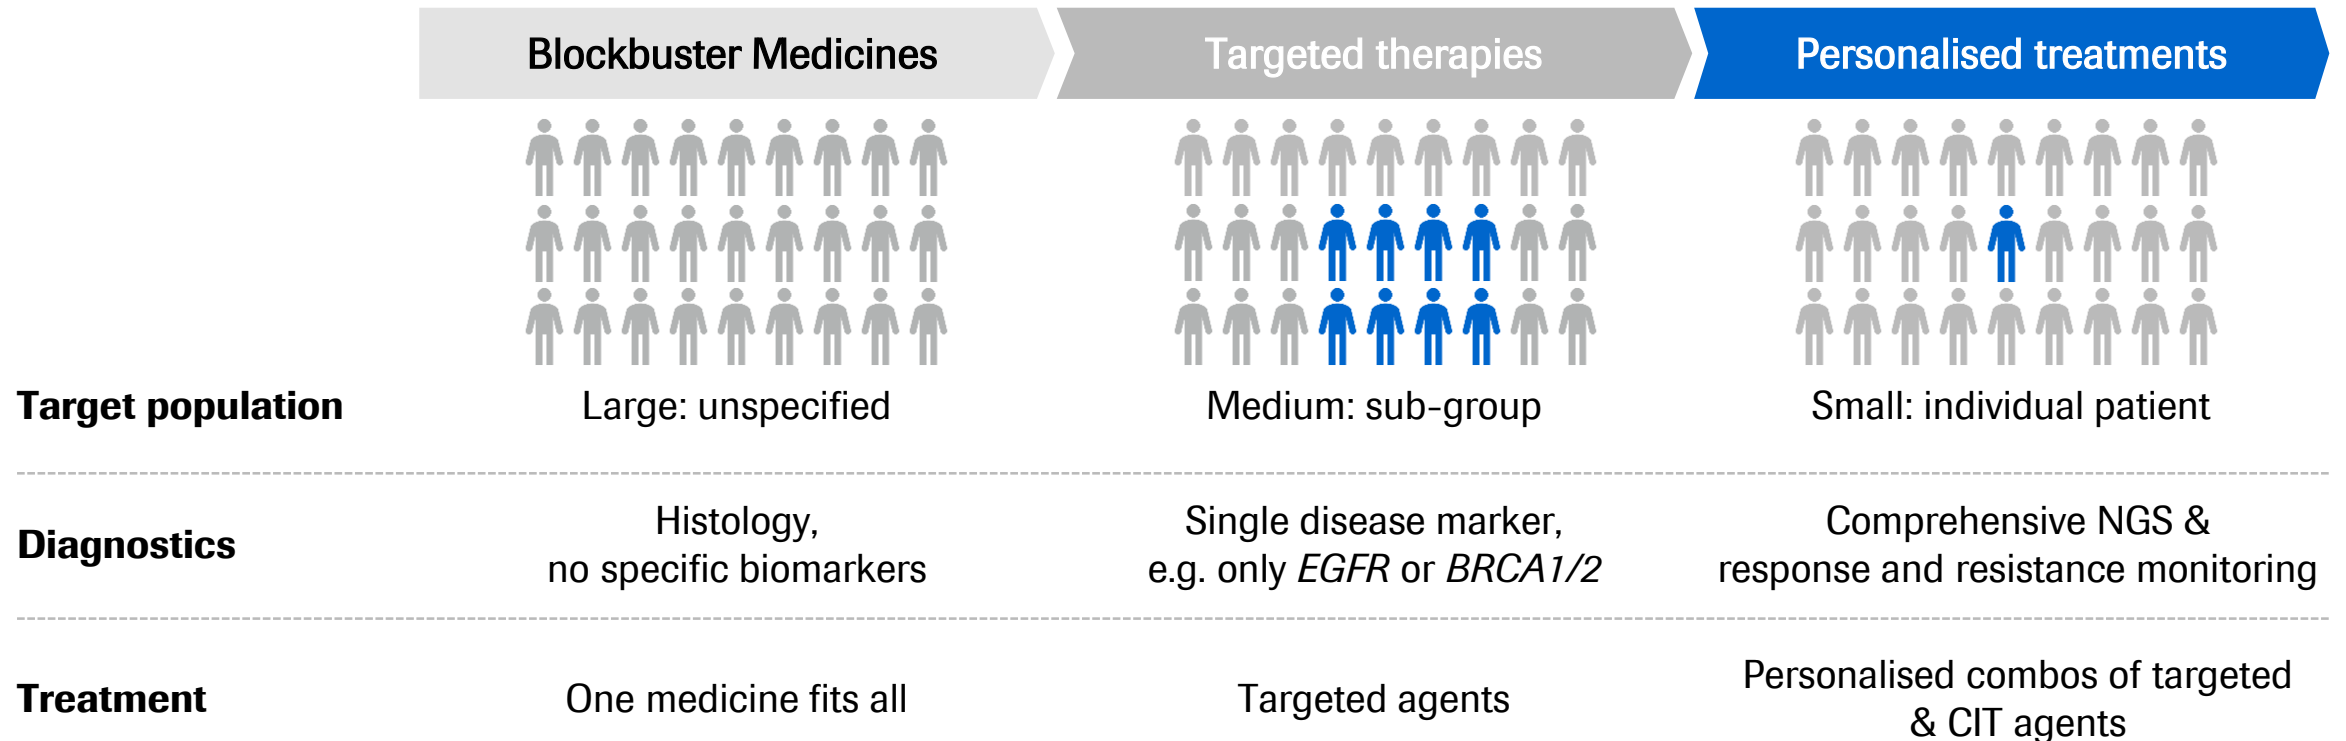 Blockbuster Medicines
Targeted therapies
Personalised treatments
Target population
Large: unspecified
Medium: sub-group
Small: individual patient
Diagnostics
Histology,
no specific biomarkers
Single disease marker,
e.g. only EGFR or BRCA1/2
Comprehensive NGS &
response and resistance monitoring
Treatment
One medicine fits all
Targeted agents
Personalised combos of targeted
& CIT agents